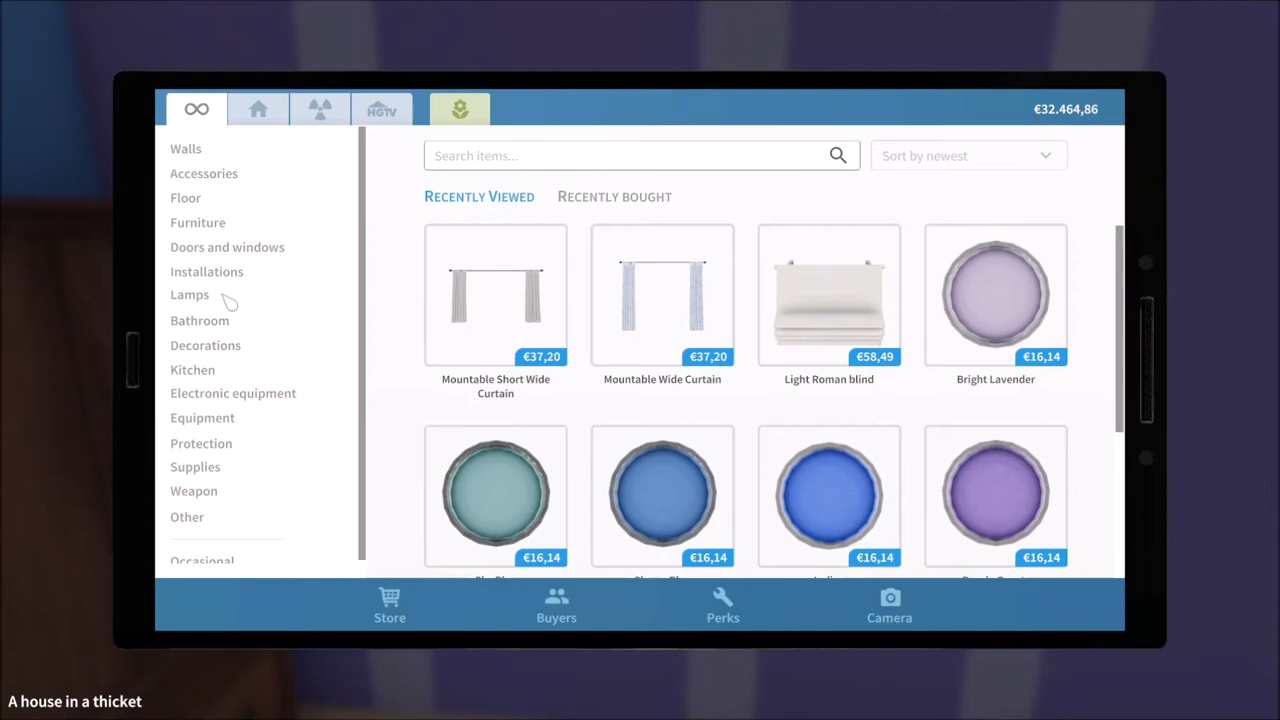 HGTV
€32.464,86
Walls
Accessories
Floor
Furniture
Doors and windows
Installations
Lamps
Bathroom
Decorations
Kitchen
Electronic equipment
Equipment
Protection
Supplies
Weapon
Other
Occasional
Search items...
Sort by newest
RECENTLY VIEWED
RECENTLY BOUGHT
€37,20
€37,20
€58,49
€16,14
Mountable Short Wide
Curtain
Mountable Wide Curtain
Light Roman blind
Bright Lavender
€16,14
€16,14
€16,14
€16,14
Store
Buyers
Perks
Camera
A house in a thicket